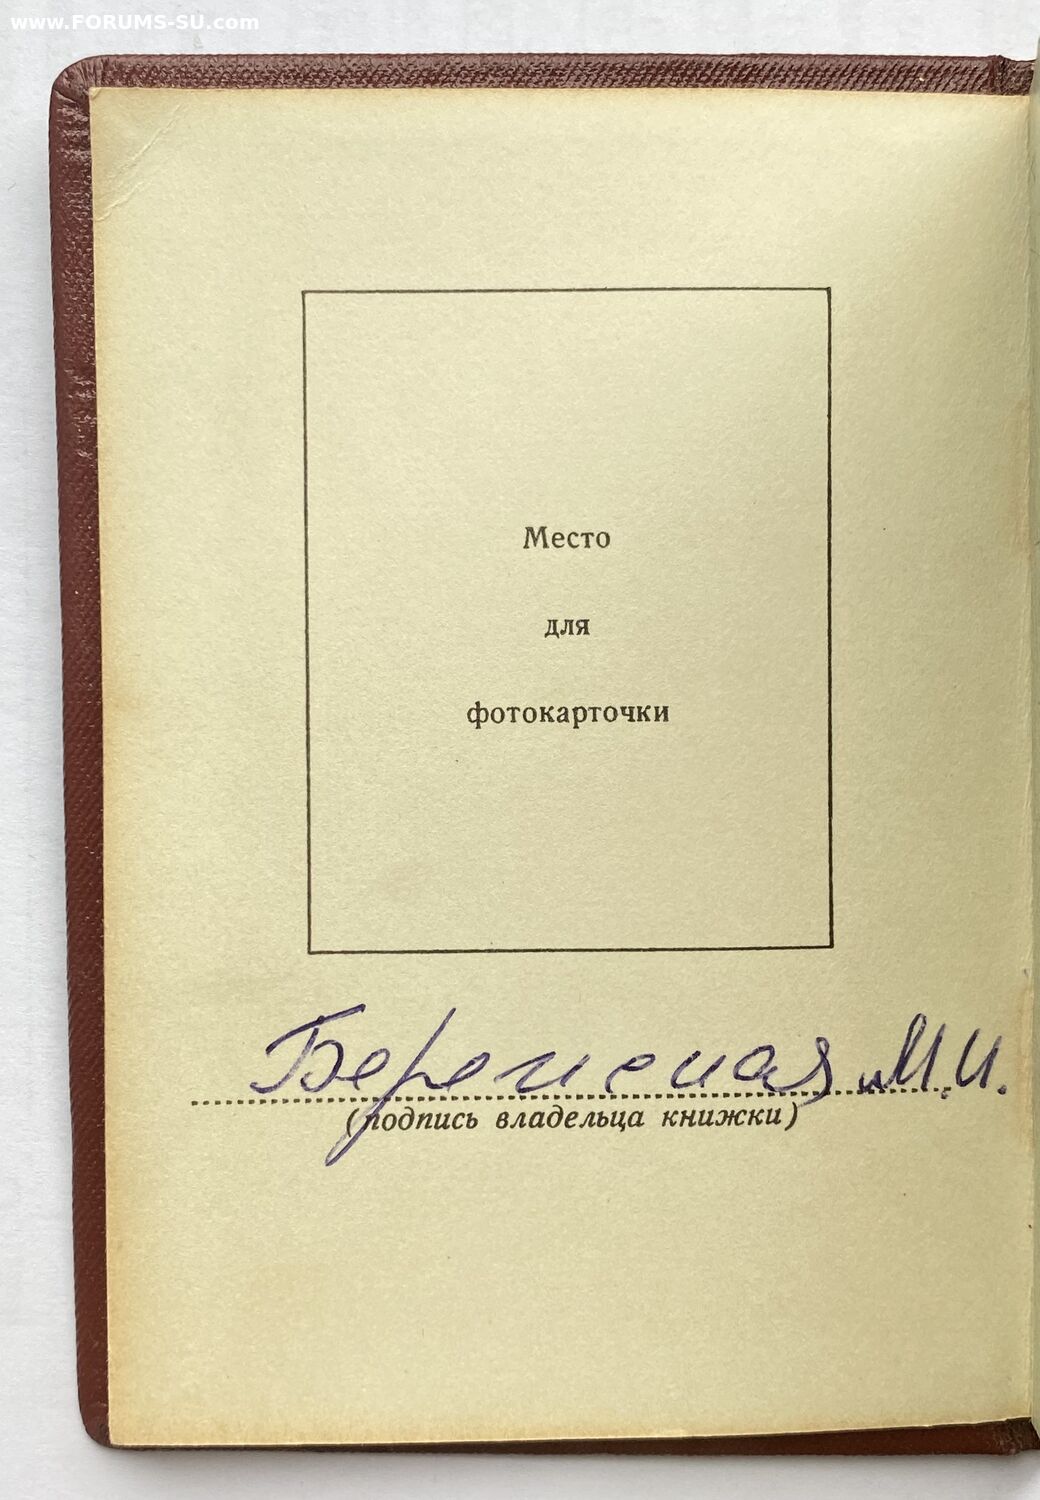 www.FORUMS-SU.com
Место
для
фотокарточки
М.И.
(подпись владельца книжки)